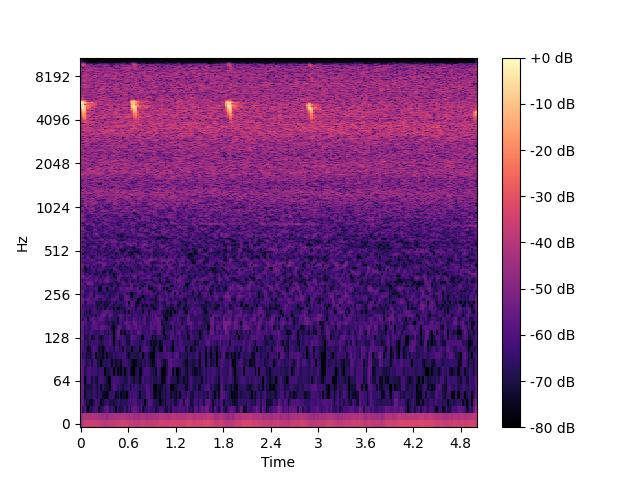 8192
4096
2048
1024
512
256
128
64
0
Hz
0
0.6
1.2
1.8
2.4
3
3.6
4.2
4.8
Time
+0 dB
-10 dB
-20 dB
-30 dB
-40 dB
-50 dB
-60 dB
-70 dB
-80 dB